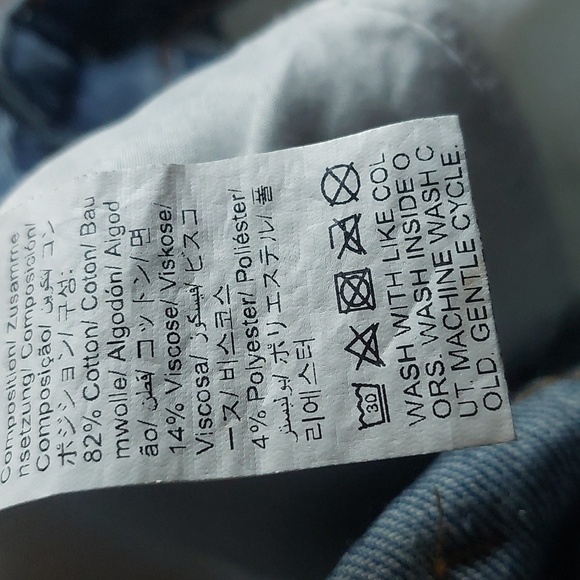 Composition/ Zusamme
nsetzung/ Composición/
Composição/ تكوين/ コン
ポジション/ 구성:
82% Cotton/ Coton/ Bau
mwolle/ Algodón/ Algod
ão/ قطن/ コットン/ 면
14% Viscose/ Viskose/
Viscosa/ فيسكوز/ ビスコ
ース/ 비스코스
4% Polyester/ Poliéster/
بوليستر/ ポリエステル/ 폴
리에스터
30
WASH WITH LIKE COL
ORS. WASH INSIDE O
UT. MACHINE WASH C
OLD. GENTLE CYCLE.